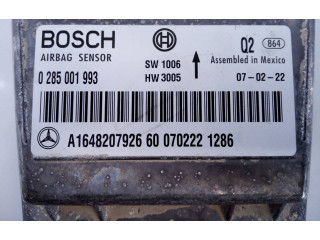 BOSCH
AIRBAG SENSOR
0 285 001 993
SW 1006
HW 3005
Q2 864
Assembled in Mexico
07-02-22
A1648207926 60 070222 1286